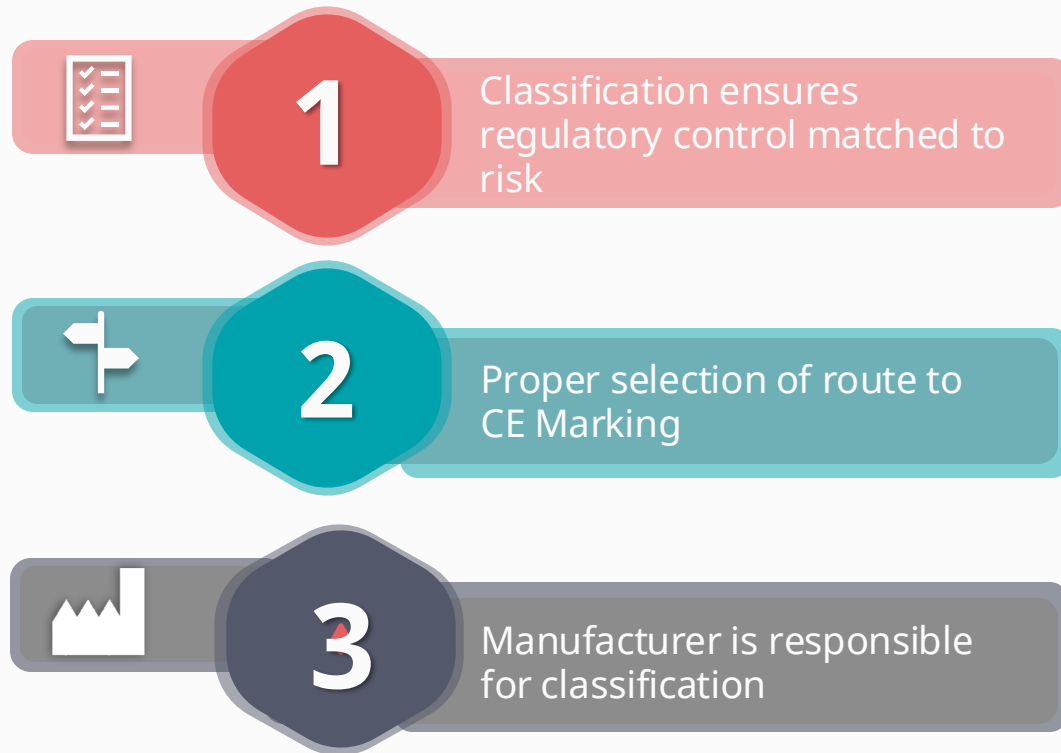 1
Classification ensures
regulatory control matched to
risk
2
Proper selection of route to
CE Marking
3
Manufacturer is responsible
for classification